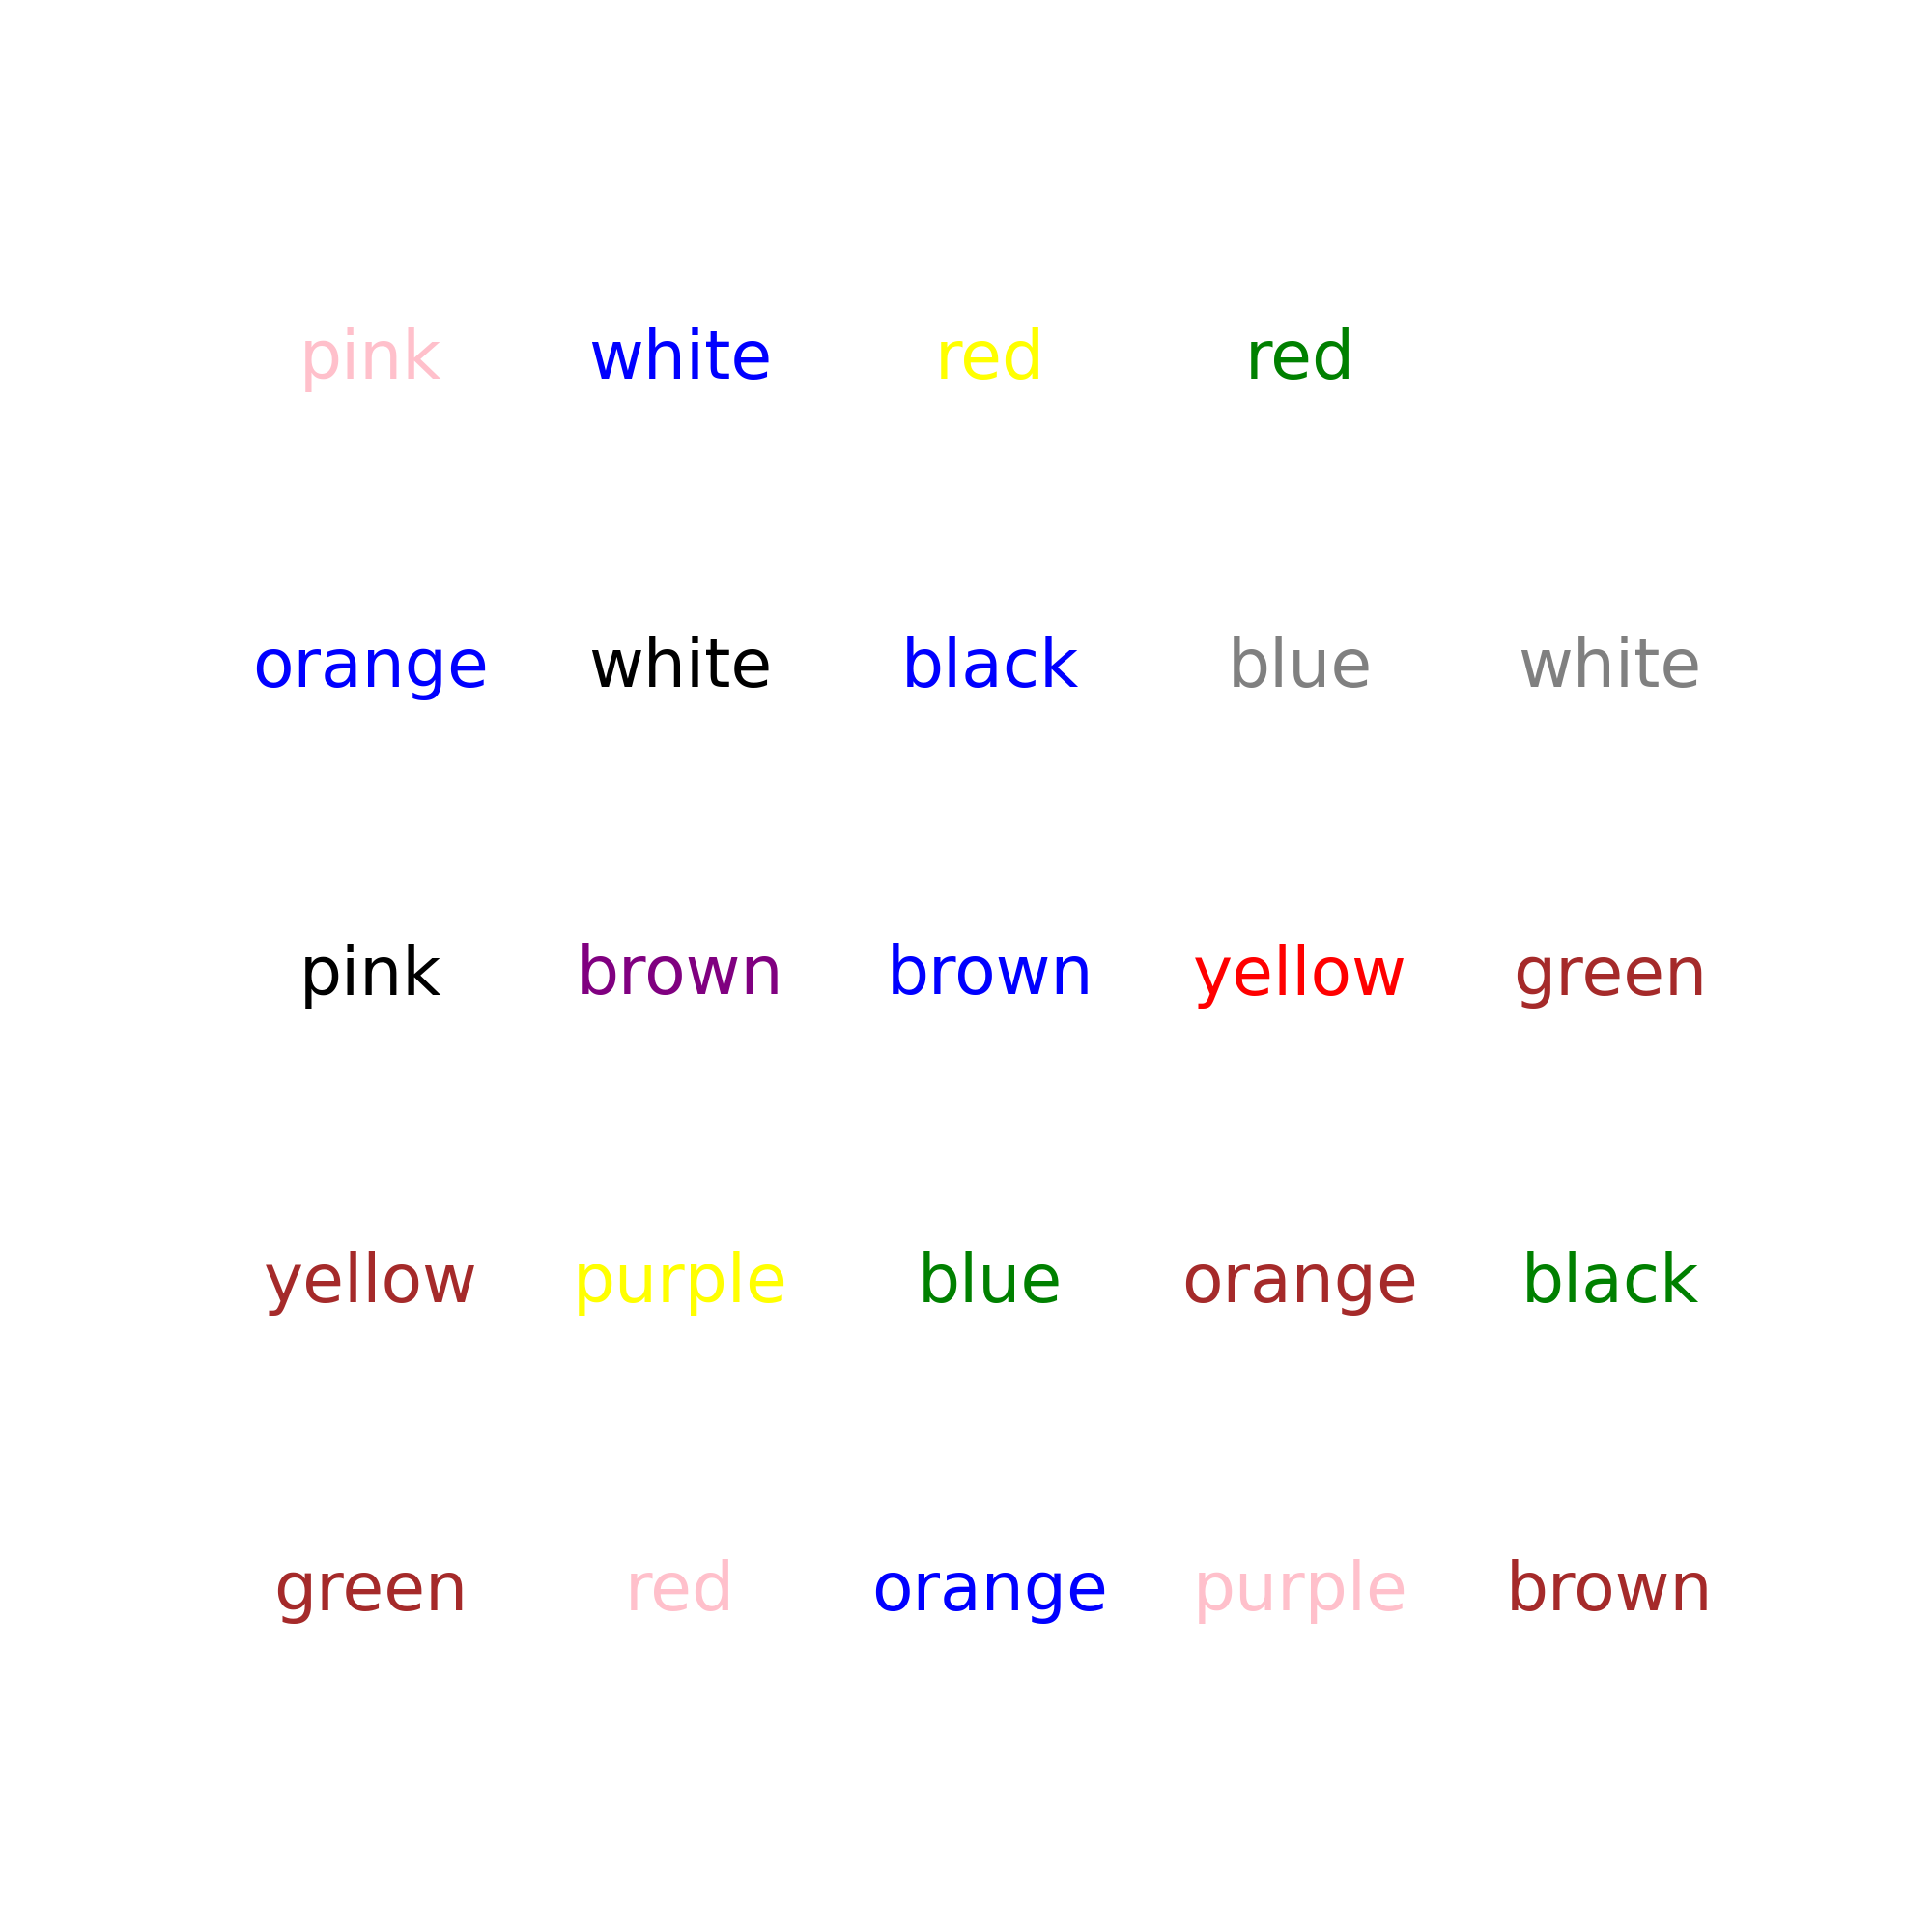 pink white red red
orange white black blue white
pink brown brown yellow green
yellow purple blue orange black
green red orange purple brown